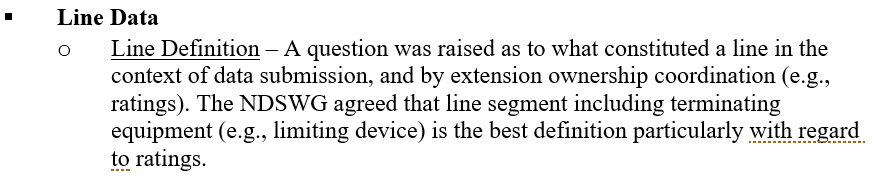 ▪ Line Data
o Line Definition – A question was raised as to what constituted a line in the
context of data submission, and by extension ownership coordination (e.g.,
ratings). The NDSWG agreed that line segment including terminating
equipment (e.g., limiting device) is the best definition particularly with regard
to ratings.